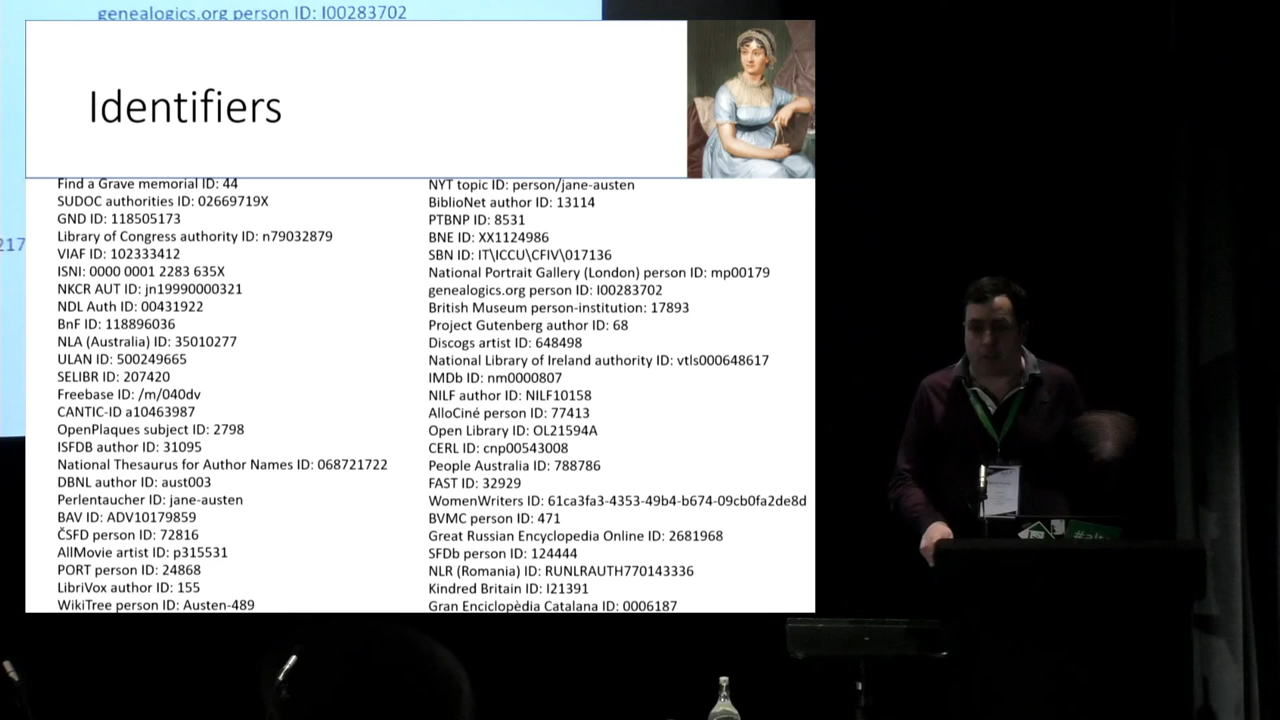 genealogics.org person ID: I00283702
Identifiers
217
Find a Grave memorial ID: 44
SUDOC authorities ID: 02669719X
GND ID: 118505173
Library of Congress authority ID: n79032879
VIAF ID: 102333412
ISNI: 0000 0001 2283 635X
NKCR AUT ID: jn19990000321
NDL Auth ID: 00431922
BnF ID: 118896036
NLA (Australia) ID: 35010277
ULAN ID: 500249665
SELIBR ID: 207420
Freebase ID: /m/040dv
CANTIC-ID a10463987
OpenPlaques subject ID: 2798
ISFDB author ID: 31095
National Thesaurus for Author Names ID: 068721722
DBNL author ID: aust003
Perlentaucher ID: jane-austen
BAV ID: ADV10179859
ČSFD person ID: 72816
AllMovie artist ID: p315531
PORT person ID: 24868
LibriVox author ID: 155
WikiTree person ID: Austen-489
NYT topic ID: person/jane-austen
BiblioNet author ID: 13114
PTBNP ID: 8531
BNE ID: XX1124986
SBN ID: IT\ICCU\CFIV\017136
National Portrait Gallery (London) person ID: mp00179
genealogics.org person ID: I00283702
British Museum person-institution: 17893
Project Gutenberg author ID: 68
Discogs artist ID: 648498
National Library of Ireland authority ID: vtls000648617
IMDb ID: nm0000807
NILF author ID: NILF10158
AlloCiné person ID: 77413
Open Library ID: OL21594A
CERL ID: cnp00543008
People Australia ID: 788786
FAST ID: 32929
WomenWriters ID: 61ca3fa3-4353-49b4-b674-09cb0fa2de8d
BVMC person ID: 471
Great Russian Encyclopedia Online ID: 2681968
SFDb person ID: 124444
NLR (Romania) ID: RUNLRAUTH770143336
Kindred Britain ID: I21391
Gran Enciclopèdia Catalana ID: 0006187